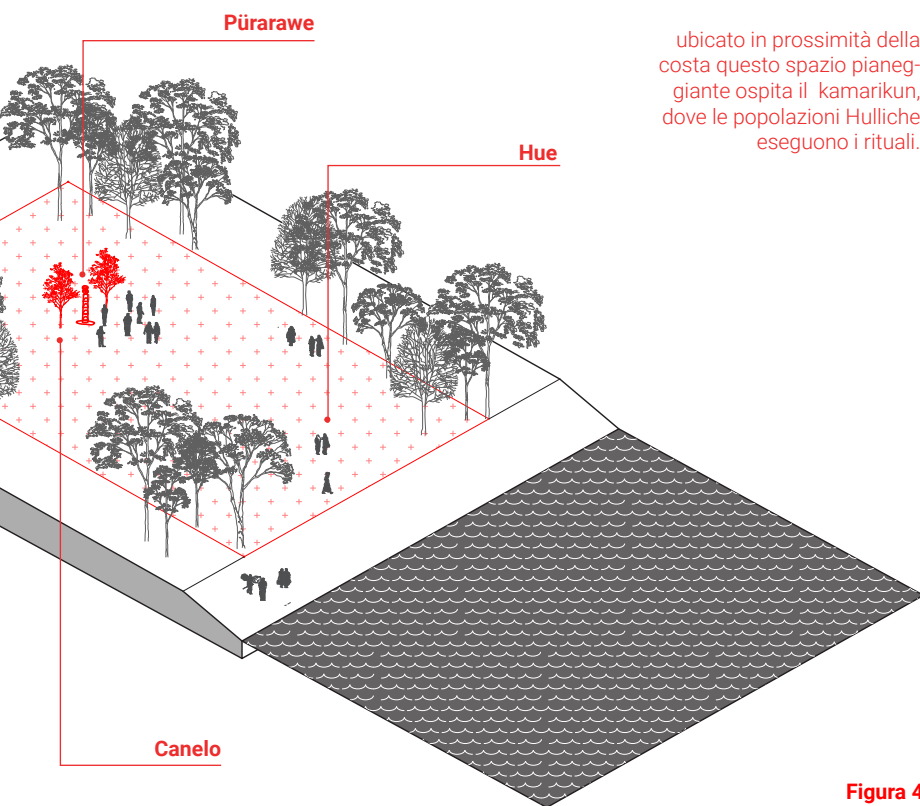 Pürarawe
ubicato in prossimità della
costa questo spazio pianeg-
giante ospita il  kamarikun,
dove le popolazioni Hulliche
eseguono i rituali.
Hue
Canelo
Figura 4